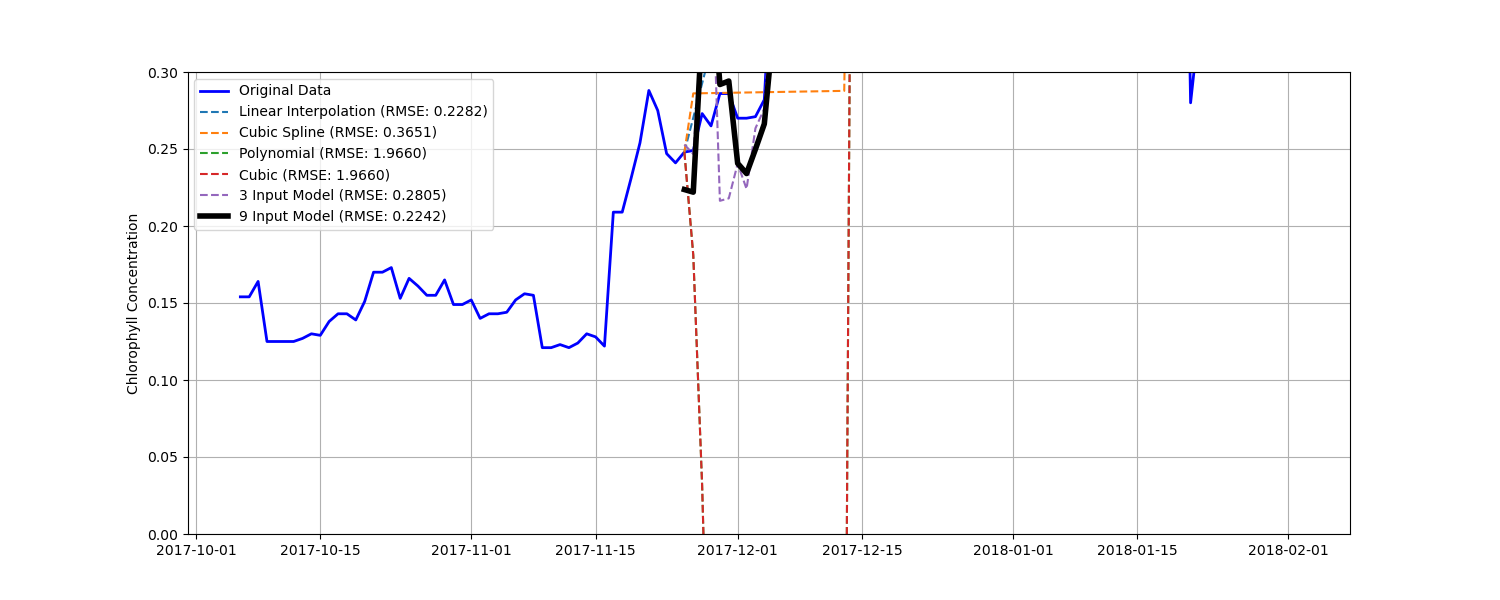 Original Data
Linear Interpolation (RMSE: 0.2282)
Cubic Spline (RMSE: 0.3651)
Polynomial (RMSE: 1.9660)
Cubic (RMSE: 1.9660)
3 Input Model (RMSE: 0.2805)
9 Input Model (RMSE: 0.2242)
Chlorophyll Concentration
0.30
0.25
0.20
0.15
0.10
0.05
0.00
2017-10-01 2017-10-15 2017-11-01 2017-11-15 2017-12-01 2017-12-15 2018-01-01 2018-01-15 2018-02-01